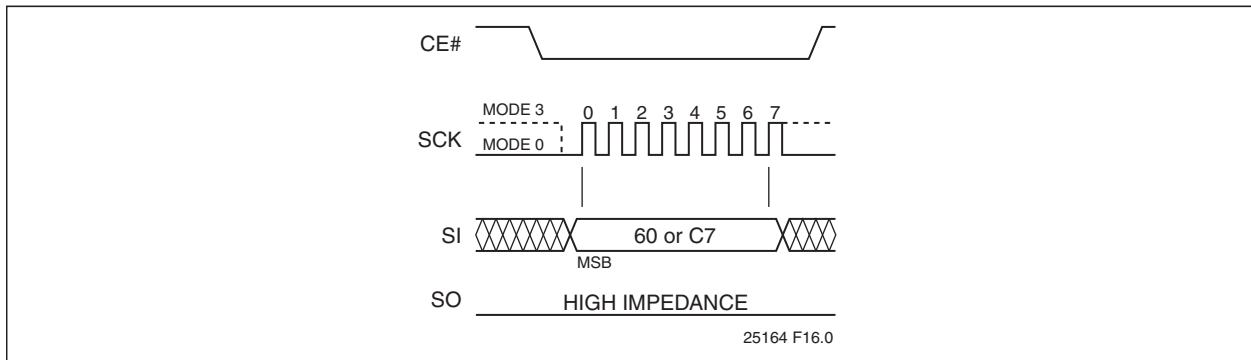 CE#
MODE 3 0 1 2 3 4 5 6 7
SCK
MODE 0
SI 60 or C7
MSB
SO HIGH IMPEDANCE
25164 F16.0